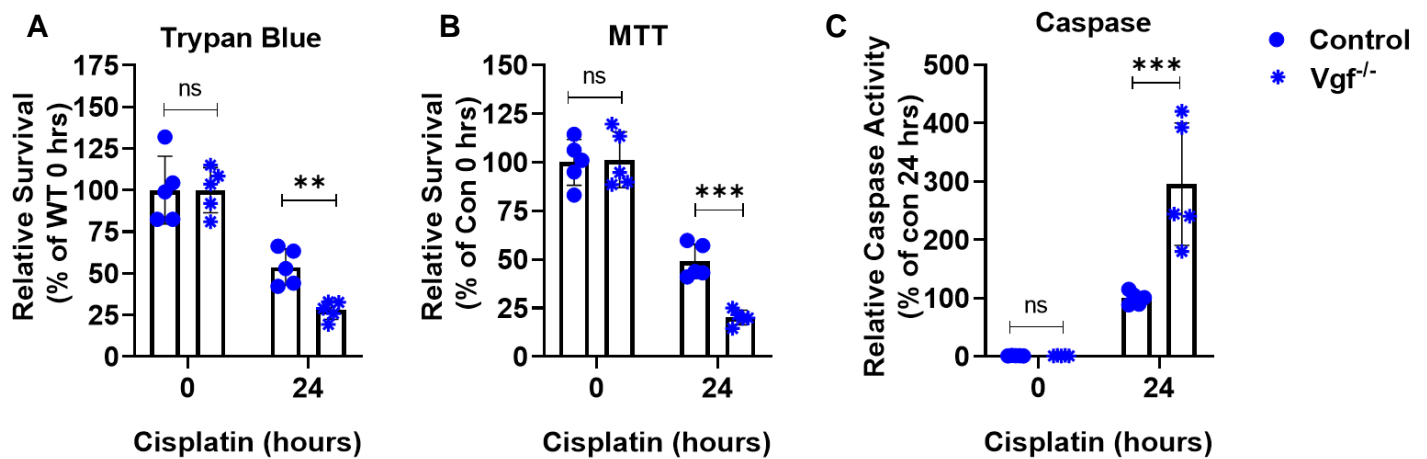 A
Trypan Blue
Relative Survival
(% of WT 0 hrs)
175
150
125
100
75
50
25
0
ns
**
0
24
Cisplatin (hours)
B
MTT
Relative Survival
(% of Con 0 hrs)
150
125
100
75
50
25
0
ns
***
0
24
Cisplatin (hours)
C
Caspase
Relative Caspase Activity
(% of con 24 hrs)
500
400
300
200
100
0
ns
***
0
24
Cisplatin (hours)
Control
Vgf-/-